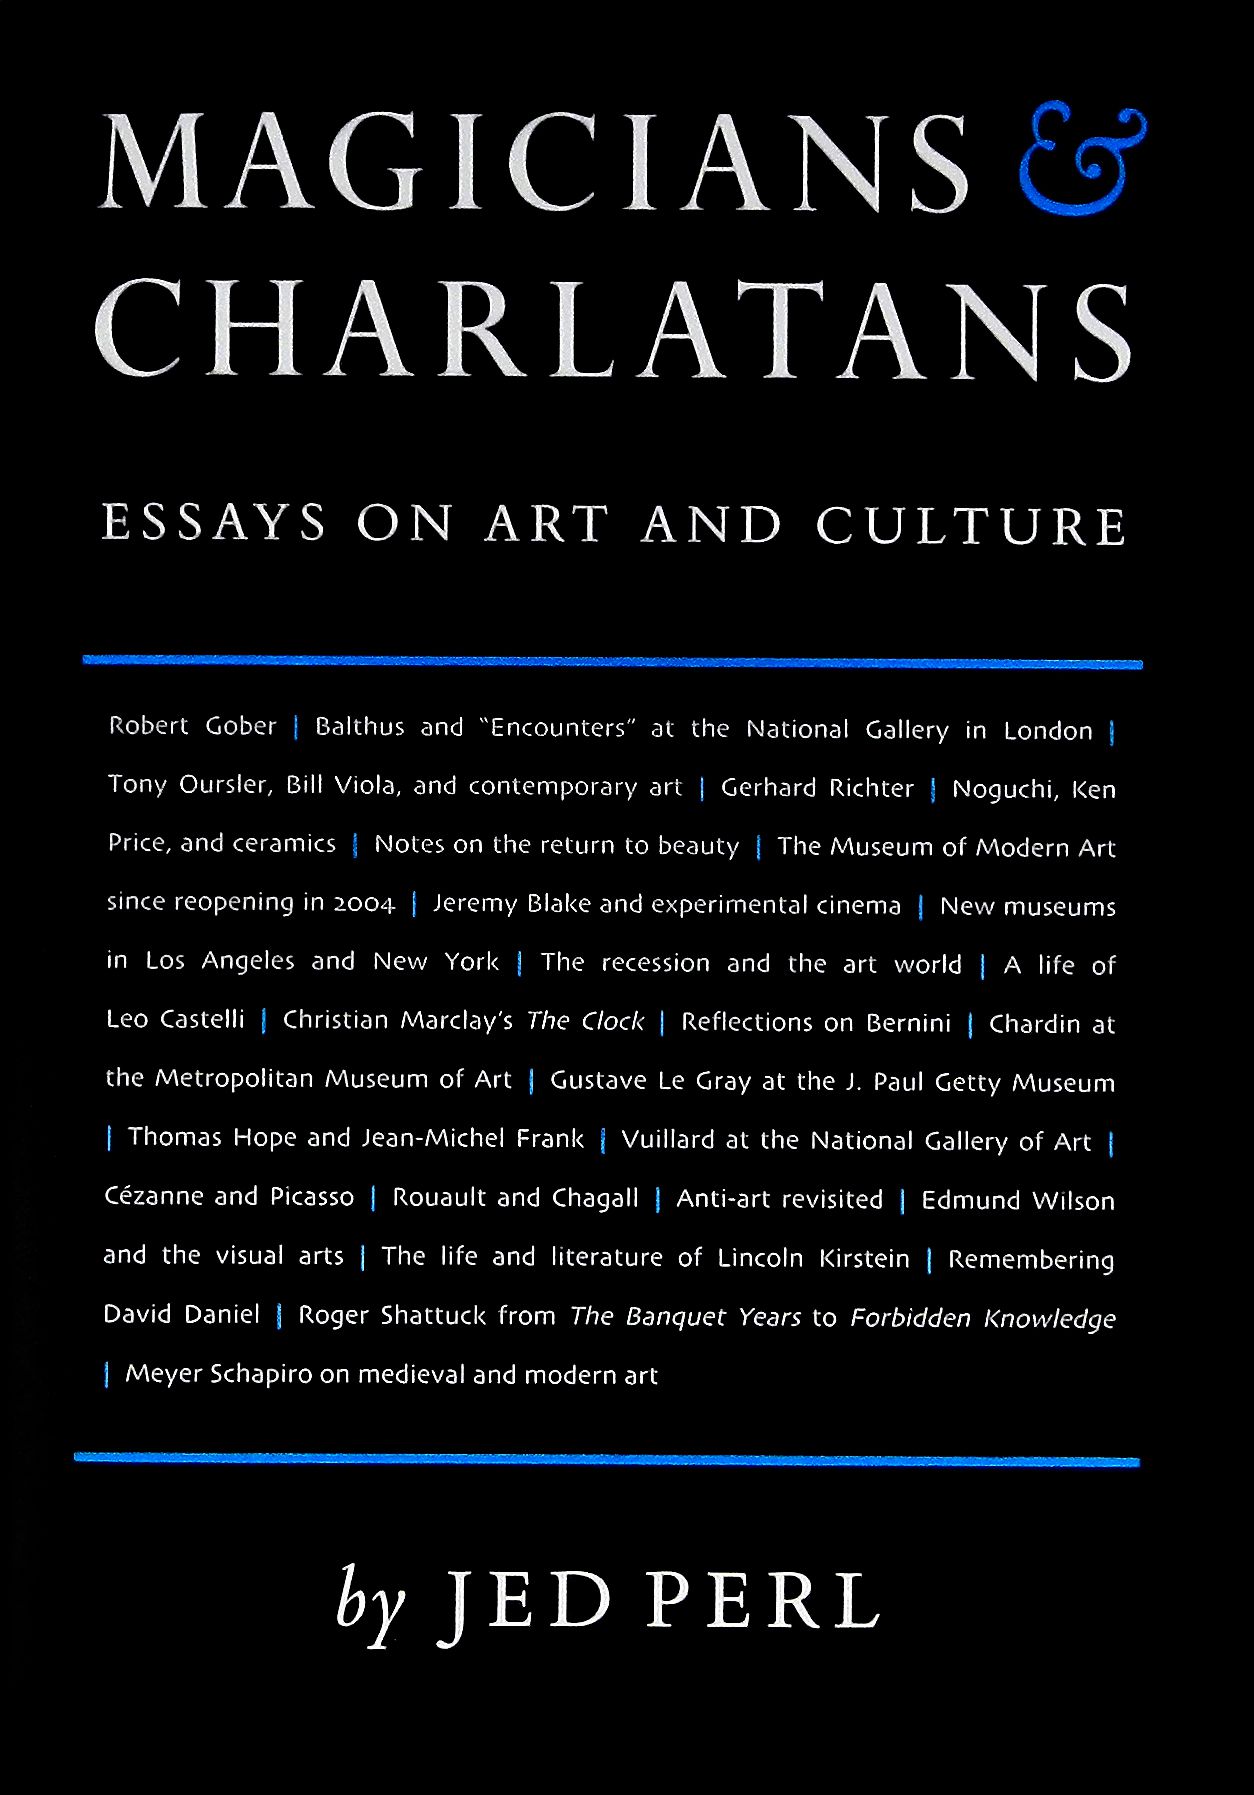 MAGICIANS &
CHARLATANS
ESSAYS ON ART AND CULTURE
Robert Gober | Balthus and “Encounters” at the National Gallery in London |
Tony Oursler, Bill Viola, and contemporary art | Gerhard Richter | Noguchi, Ken
Price, and ceramics | Notes on the return to beauty | The Museum of Modern Art
since reopening in 2004 | Jeremy Blake and experimental cinema | New museums
in Los Angeles and New York | The recession and the art world | A life of
Leo Castelli | Christian Marclay’s The Clock | Reflections on Bernini | Chardin at
the Metropolitan Museum of Art | Gustave Le Gray at the J. Paul Getty Museum
| Thomas Hope and Jean-Michel Frank | Vuillard at the National Gallery of Art |
Cézanne and Picasso | Rouault and Chagall | Anti-art revisited | Edmund Wilson
and the visual arts | The life and literature of Lincoln Kirstein | Remembering
David Daniel | Roger Shattuck from The Banquet Years to Forbidden Knowledge
| Meyer Schapiro on medieval and modern art
by JED PERL